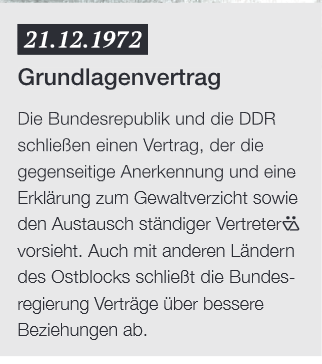 21.12.1972
Grundlagenvertrag
Die Bundesrepublik und die DDR
schließen einen Vertrag, der die
gegenseitige Anerkennung und eine
Erklärung zum Gewaltverzicht sowie
den Austausch ständiger Vertreter
vorsieht. Auch mit anderen Ländern
des Ostblocks schließt die Bundes-
regierung Verträge über bessere
Beziehungen ab.